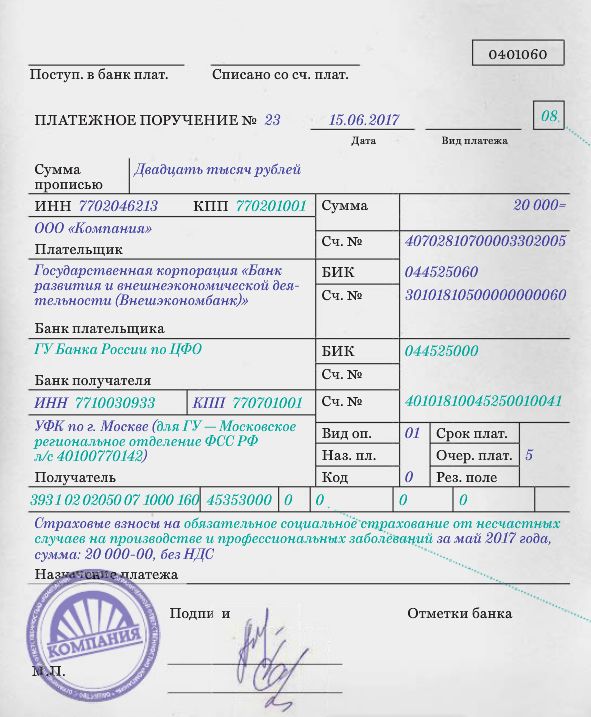 0401060
Поступ. в банк плат. Списано со сч. плат.
ПЛАТЕЖНОЕ ПОРУЧЕНИЕ № 23 15.06.2017 08
Дата Вид платежа
Сумма прописью Двадцать тысяч рублей
ИНН 7702046213 КПП 770201001 Сумма 20 000=
ООО «Компания»
Плательщик Сч. № 40702810700003302005
Государственная корпорация «Банк БИК 044525060
развития и внешнеэкономической дея- Сч. № 30101810500000000060
тельности (Внешэкономбанк)»
Банк плательщика
ГУ Банка России по ЦФО БИК 044525000
Банк получателя Сч. №
ИНН 7710030933 КПП 770701001 Сч. № 40101810045250010041
УФК по г. Москве (для ГУ — Московское Вид оп. 01 Срок плат.
региональное отделение ФСС РФ Наз. пл. Очер. плат. 5
л/с 40100770142)
Получатель Код 0 Рез. поле
393 1 02 02050 07 1000 160 45353000 0 0 0 0
Страховые взносы на обязательное социальное страхование от несчастных
случаев на производстве и профессиональных заболеваний за май 2017 года,
сумма: 20 000-00, без НДС
Назначение платежа
Подпи и Отметки банка
КОМПАНИЯ
М.П.